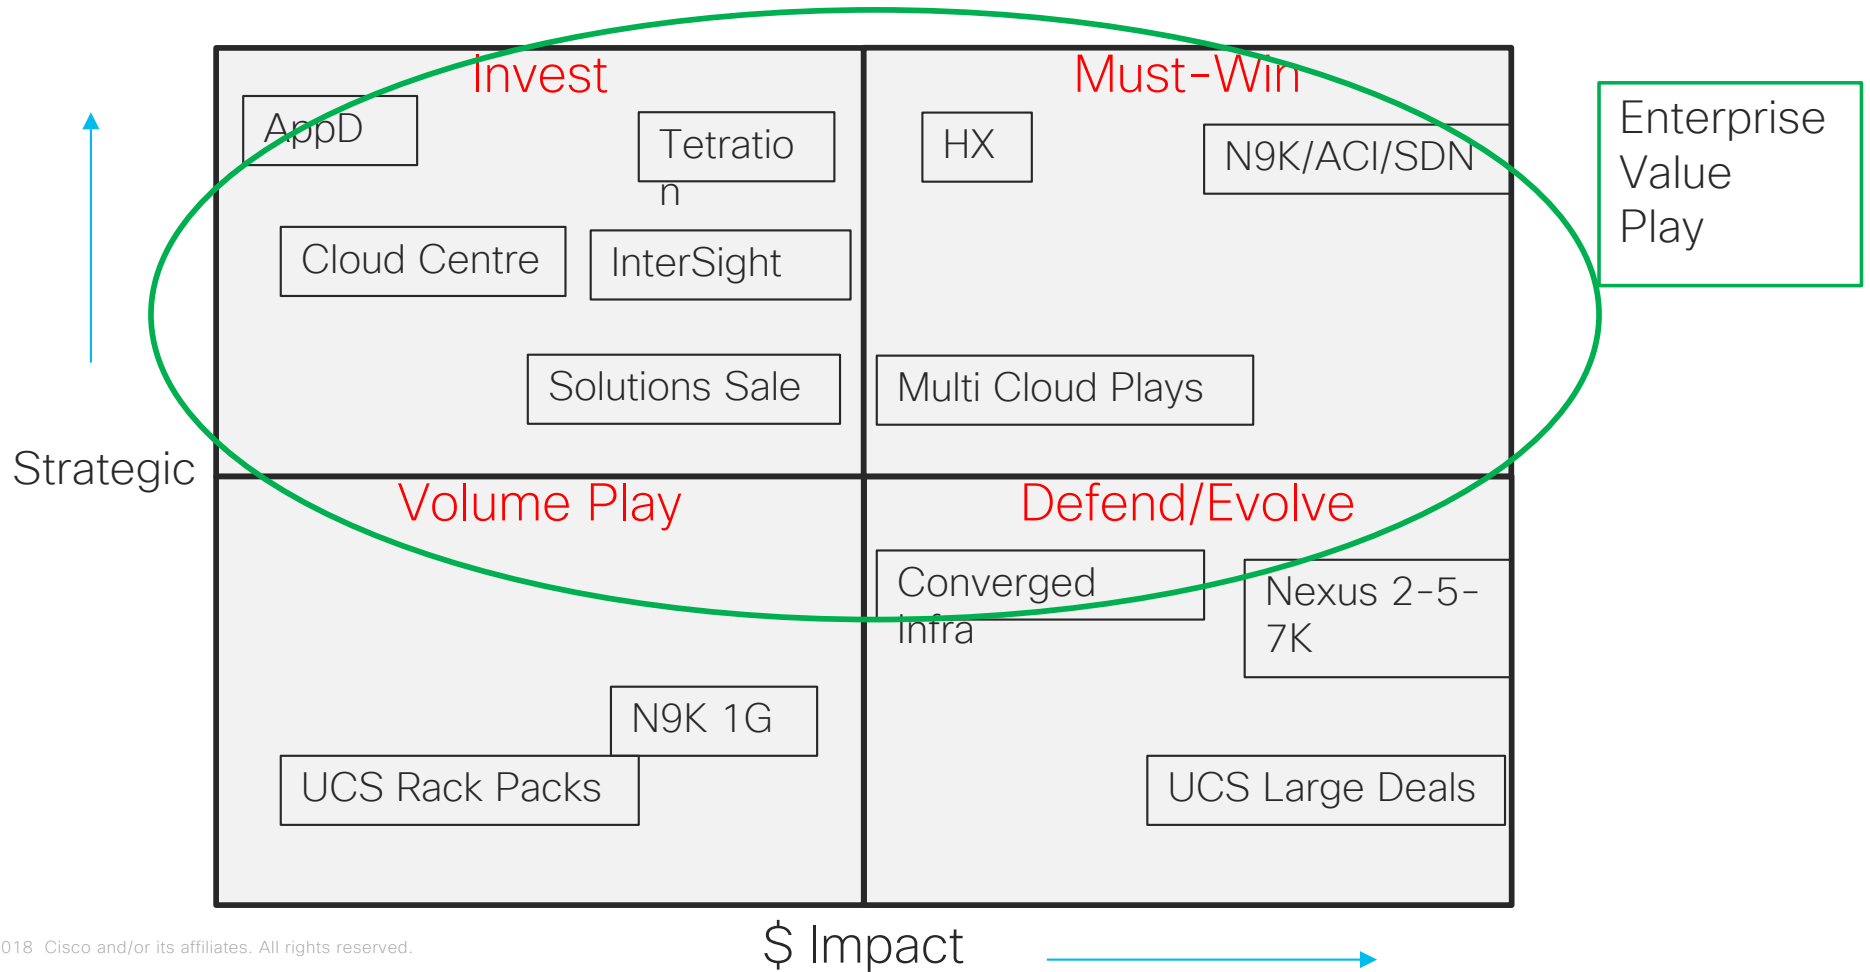 Invest
Must-Win
AppD
Tetratio
n
HX
N9K/ACI/SDN
Enterprise
Value
Play
Cloud Centre
InterSight
Solutions Sale
Multi Cloud Plays
Strategic
Volume Play
Defend/Evolve
Converged
Infra
Nexus 2-5-
7K
N9K 1G
UCS Rack Packs
UCS Large Deals
$ Impact
018 Cisco and/or its affiliates. All rights reserved.